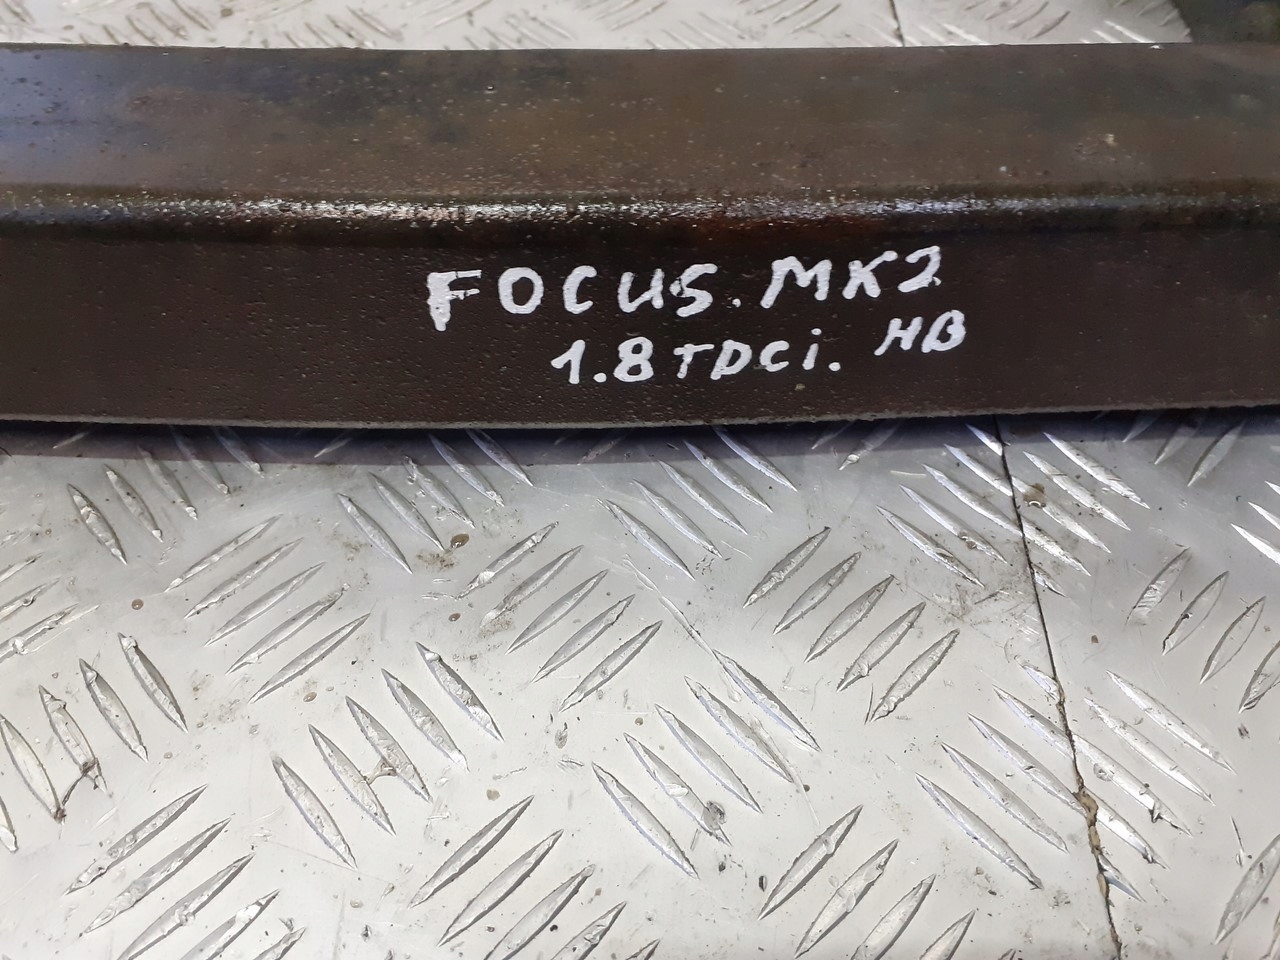 FOCUS. MK2
1.8 TDCi. HB